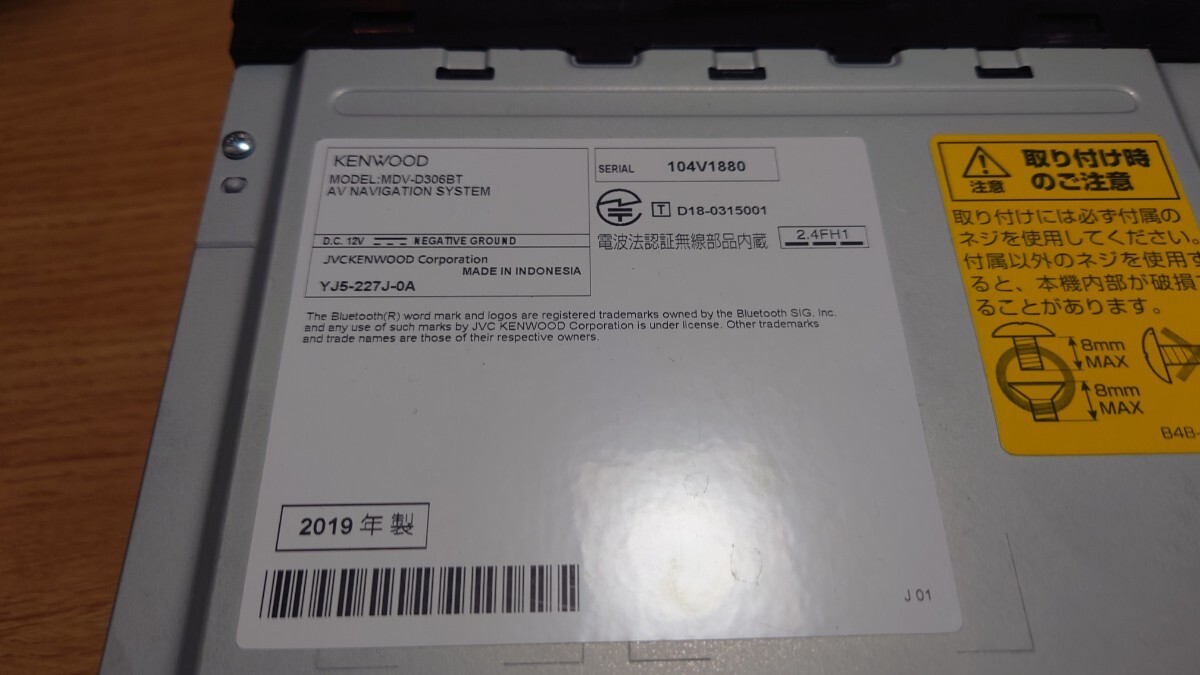 KENWOOD
MODEL:MDV-D306BT
AV NAVIGATION SYSTEM
D.C. 12V NEGATIVE GROUND
JVCKENWOOD Corporation
MADE IN INDONESIA
YJ5-227J-0A
SERIAL 104V1880
T D18-0315001
電波法認証無線部品内蔵
2.4FH1
The Bluetooth(R) word mark and logos are registered trademarks owned by the Bluetooth SIG, Inc.
and any use of such marks by JVC KENWOOD Corporation is under license. Other trademarks
and trade names are those of their respective owners.
2019 年 製
J 01
注意
取り付け時
のご注意
取り付けには必ず付属の
ネジを使用してください。
付属以外のネジを使用す
ると、本機内部が破損
ることがあります。
8mm
MAX
8mm
MAX
B4B-